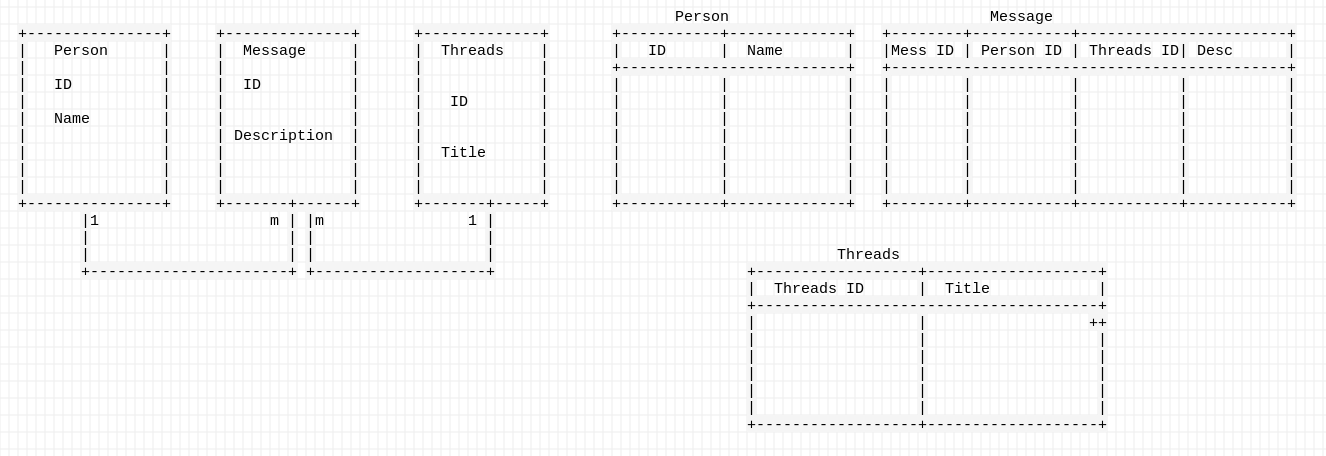 Person Message
Person Message Threads ID Name Mess ID Person ID Threads ID Desc
ID ID
ID
Name
Description
Title
1 m m 1
Threads
Threads ID Title
++